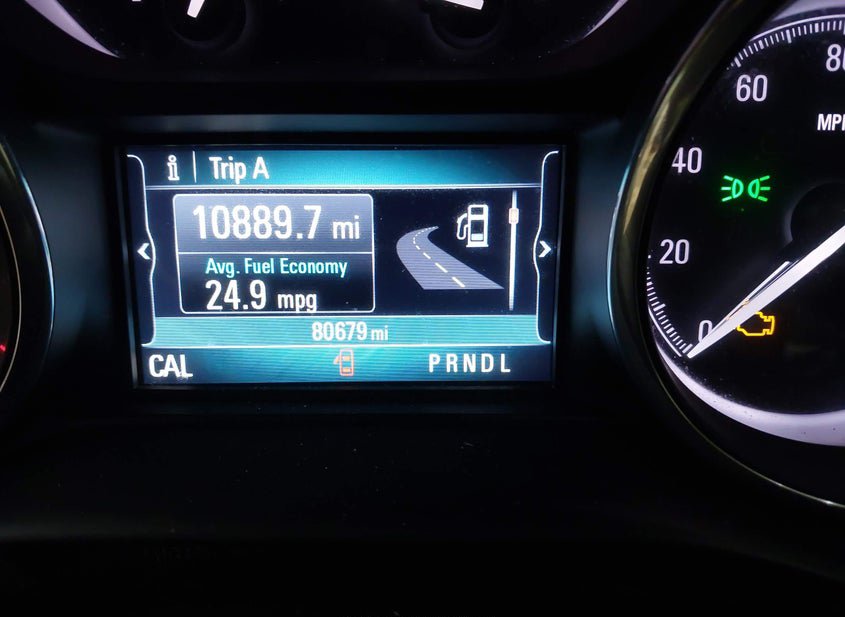 Trip A
10889.7 mi
Avg. Fuel Economy
24.9 mpg
80679 mi
CAL
PRNDL
80
60
MPH
40
20
0